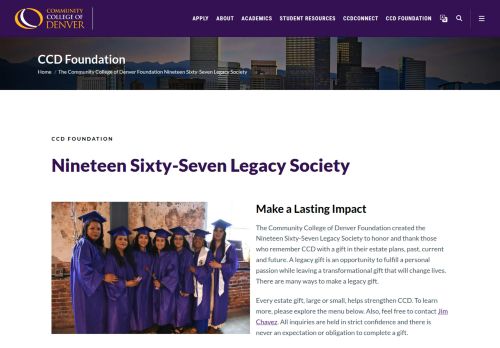 COMMUNITY
COLLEGE OF
DENVER
APPLY ABOUT ACADEMICS STUDENT RESOURCES CCDCONNECT CCD FOUNDATION
CCD Foundation
Home / The Community College of Denver Foundation Nineteen Sixty-Seven Legacy Society
CCD FOUNDATION
Nineteen Sixty-Seven Legacy Society
Make a Lasting Impact
The Community College of Denver Foundation created the
Nineteen Sixty-Seven Legacy Society to honor and thank those
who remember CCD with a gift in their estate plans, past, current
and future. A legacy gift is an opportunity to fulfill a personal
passion while leaving a transformational gift that will change lives.
There are many ways to make a legacy gift.
Every estate gift, large or small, helps strengthen CCD. To learn
more, please explore the menu below. Also, feel free to contact Jim
Chavez. All inquiries are held in strict confidence and there is
never an expectation or obligation to complete a gift.